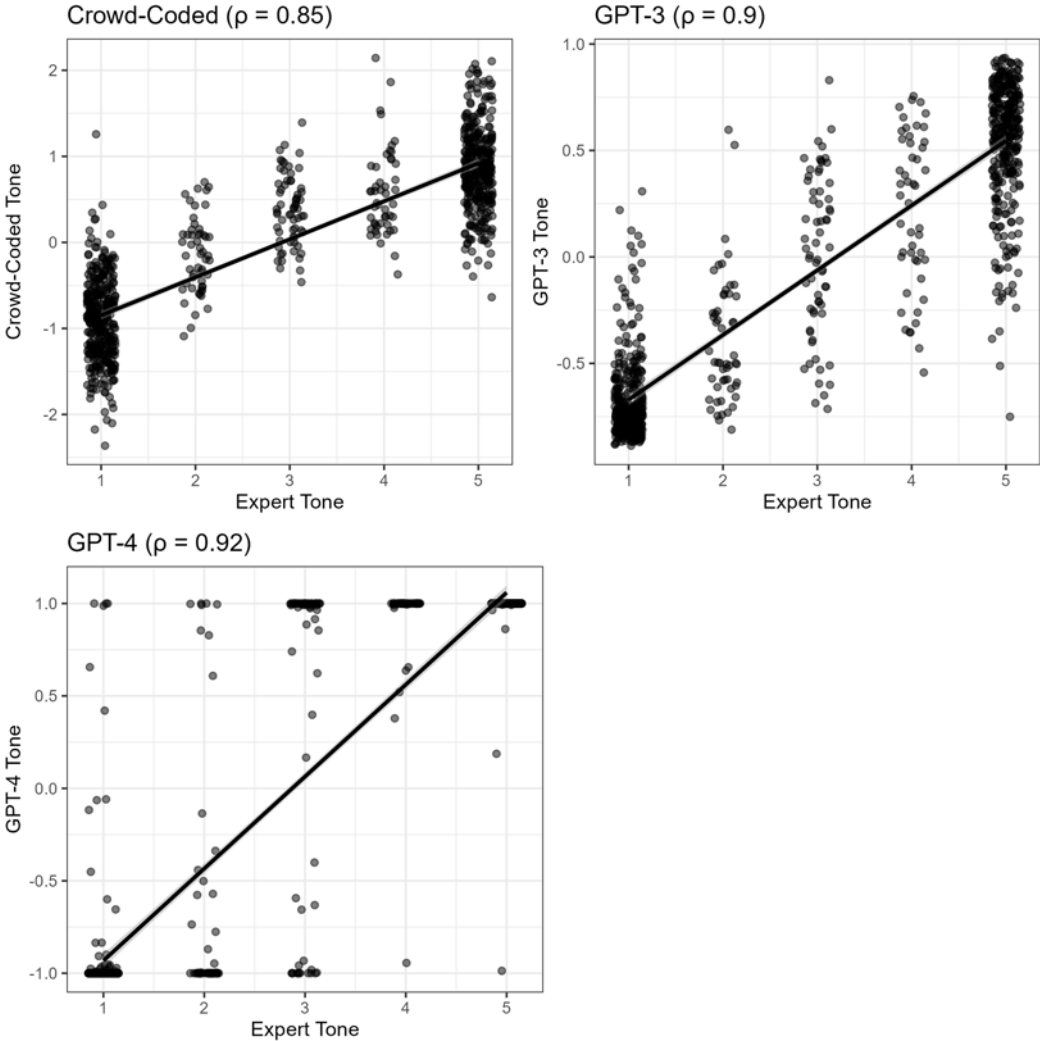 Crowd-Coded (ρ = 0.85)
Crowd-Coded Tone
2
1
0
-1
-2
1 2 3 4 5
Expert Tone
GPT-3 (ρ = 0.9)
GPT-3 Tone
1.0
0.5
0.0
-0.5
1 2 3 4 5
Expert Tone
GPT-4 (ρ = 0.92)
GPT-4 Tone
1.0
0.5
0.0
-0.5
-1.0
1 2 3 4 5
Expert Tone